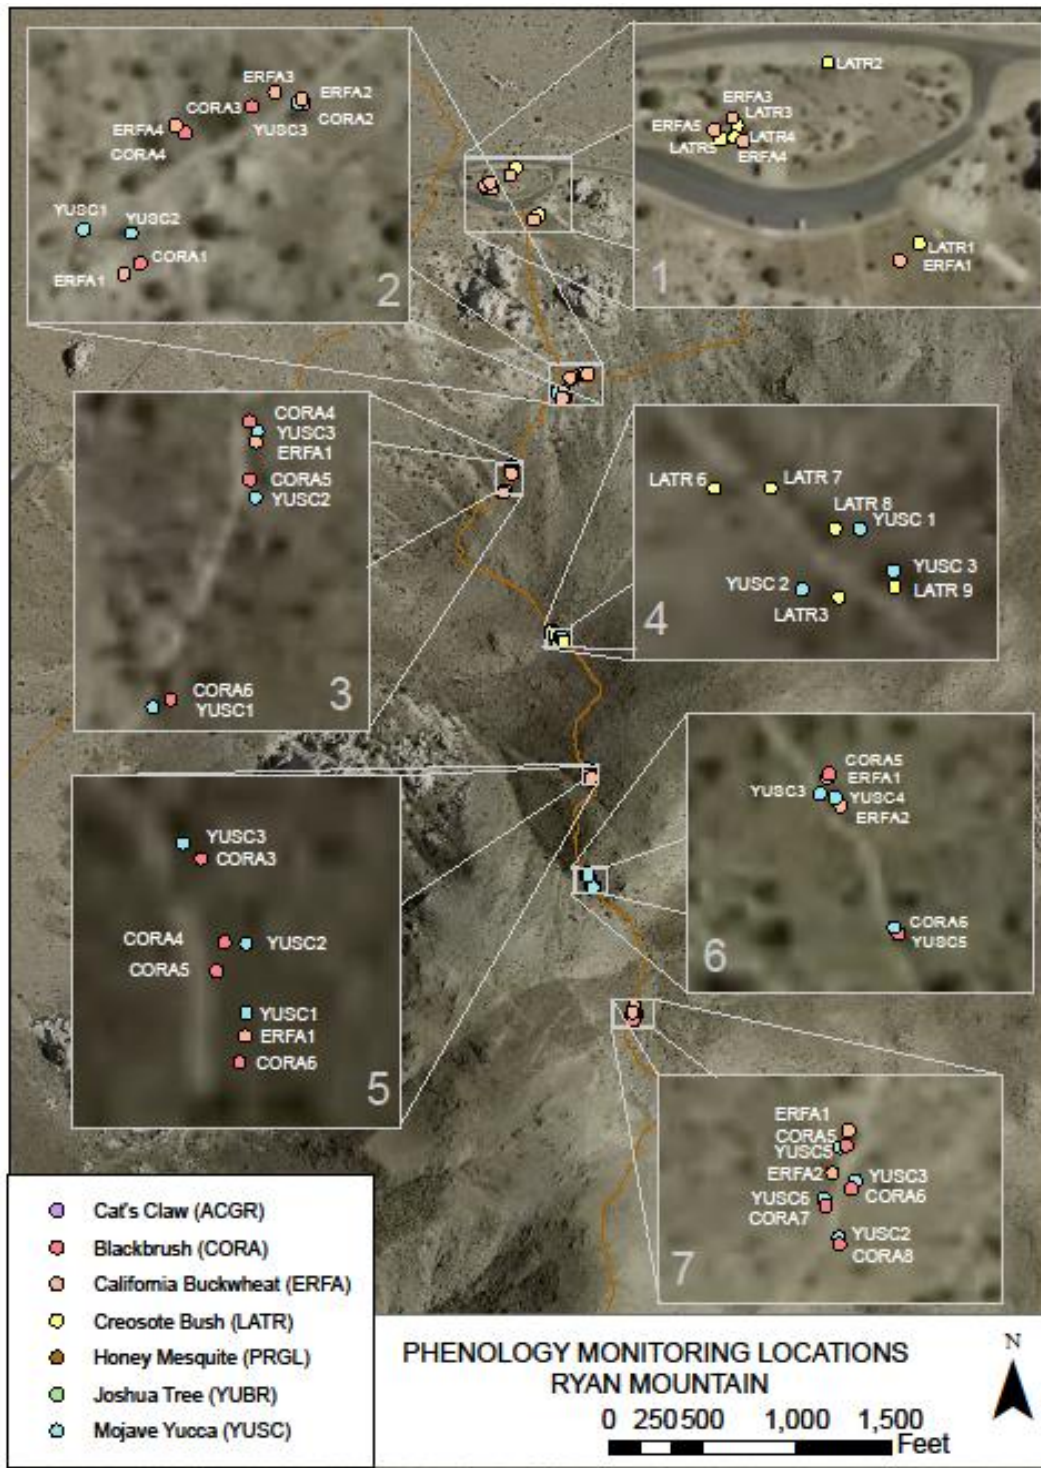 ERFA3
ERFA2
CORA3
YUSC3
CORA2
ERFA4
CORA4
YUSC1
YUSC2
CORA1
ERFA1
2
LATR2
ERFA3
LATR3
ERFA5
LATR4
LATR5
ERFA4
LATR1
ERFA1
1
CORA4
YUSC3
ERFA1
CORA5
YUSC2
CORA6
YUSC1
3
LATR 6
LATR 7
LATR 8
YUSC 1
YUSC 3
YUSC 2
LATR 9
LATR3
4
YUSC3
CORA3
CORA4
YUSC2
CORA5
YUSC1
ERFA1
CORA6
5
CORA5
ERFA1
YUSC3
YUSC4
ERFA2
CORA6
YUSC5
6
ERFA1
CORA5
YUSC5
ERFA2
YUSC3
CORA6
YUSC6
CORA7
YUSC2
CORA8
7
Cat's Claw (ACGR)
Blackbrush (CORA)
California Buckwheat (ERFA)
Creosote Bush (LATR)
Honey Mesquite (PRGL)
Joshua Tree (YUBR)
Mojave Yucca (YUSC)
PHENOLOGY MONITORING LOCATIONS
RYAN MOUNTAIN
N
0 250 500 1,000 1,500
Feet